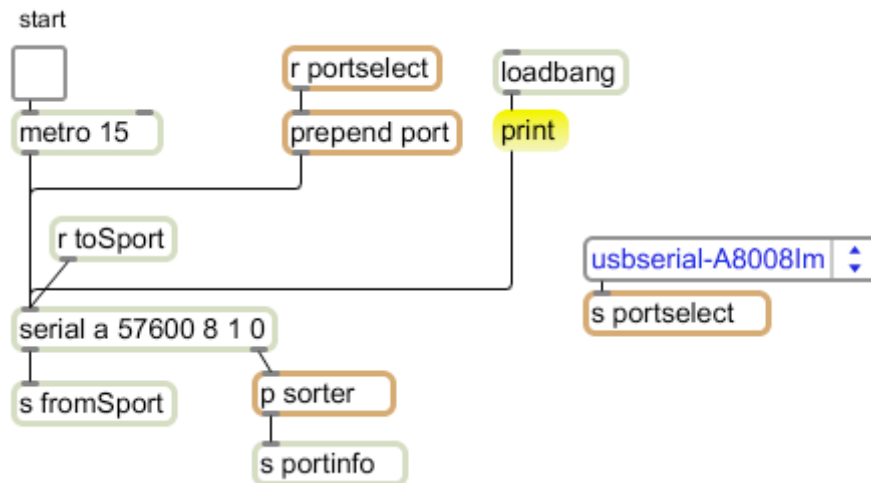 start
r portselect
loadbang
metro 15
prepend port
print
r toSport
usbserial-A8008Im
s portselect
serial a 57600 8 1 0
s fromSport
p sorter
s portinfo